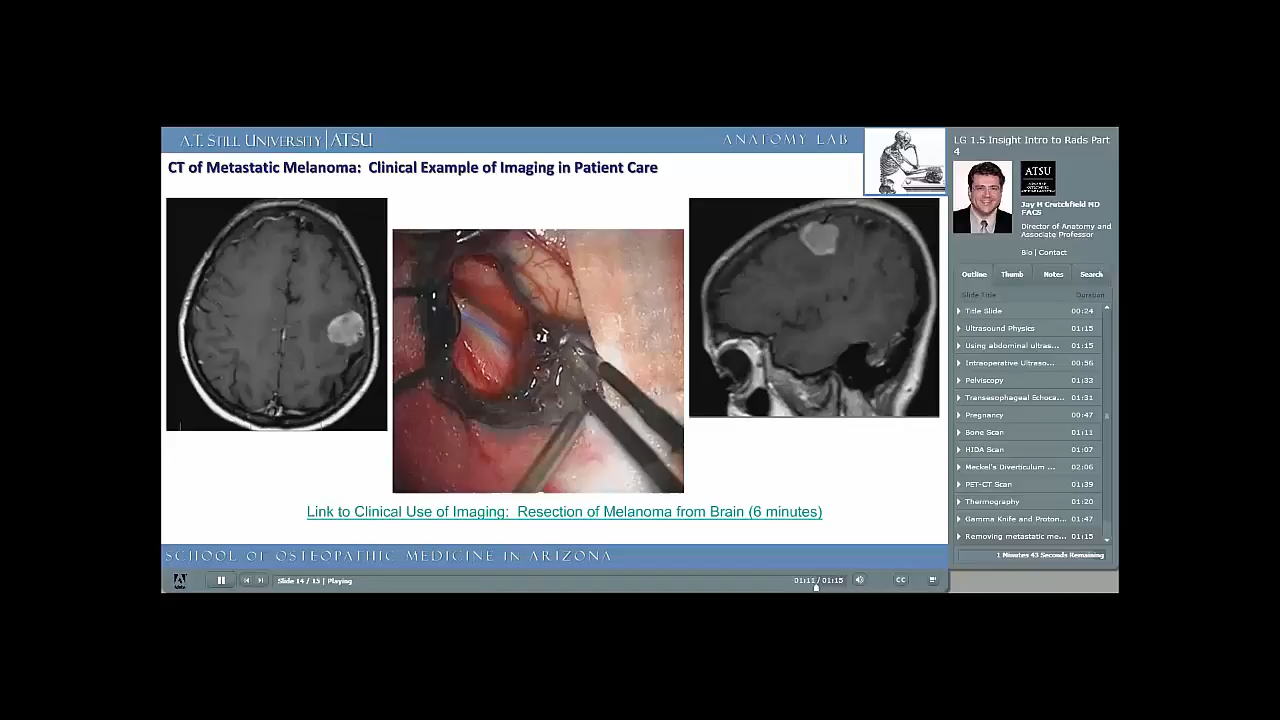 A.T. STILL UNIVERSITY | ATSU
ANATOMY LAB
CT of Metastatic Melanoma: Clinical Example of Imaging in Patient Care
Link to Clinical Use of Imaging: Resection of Melanoma from Brain (6 minutes)
SCHOOL OF OSTEOPATHIC MEDICINE IN ARIZONA
Slide 14 / 15 | Playing
01:11 / 01:15
CC
LG 1.5 Insight Intro to Rads Part
4
ATSU
Jay H Crutchfield MD
FACS
Director of Anatomy and
Associate Professor
Bio | Contact
Outline Thumb Notes Search
Slide Title Duration
Title Slide 00:24
Ultrasound Physics 01:15
Using abdominal ultras... 01:15
Intraoperative Ultraso... 00:56
Pelviscopy 01:32
Transesophageal Echoca... 01:31
Pregnancy 00:47
Bone Scan 01:11
HIDA Scan 01:07
Meckel's Diverticulum ... 02:06
PET-CT Scan 01:39
Thermography 01:20
Gamma Knife and Proton... 01:47
Removing metastatic me... 01:15
1 Minutes 43 Seconds Remaining